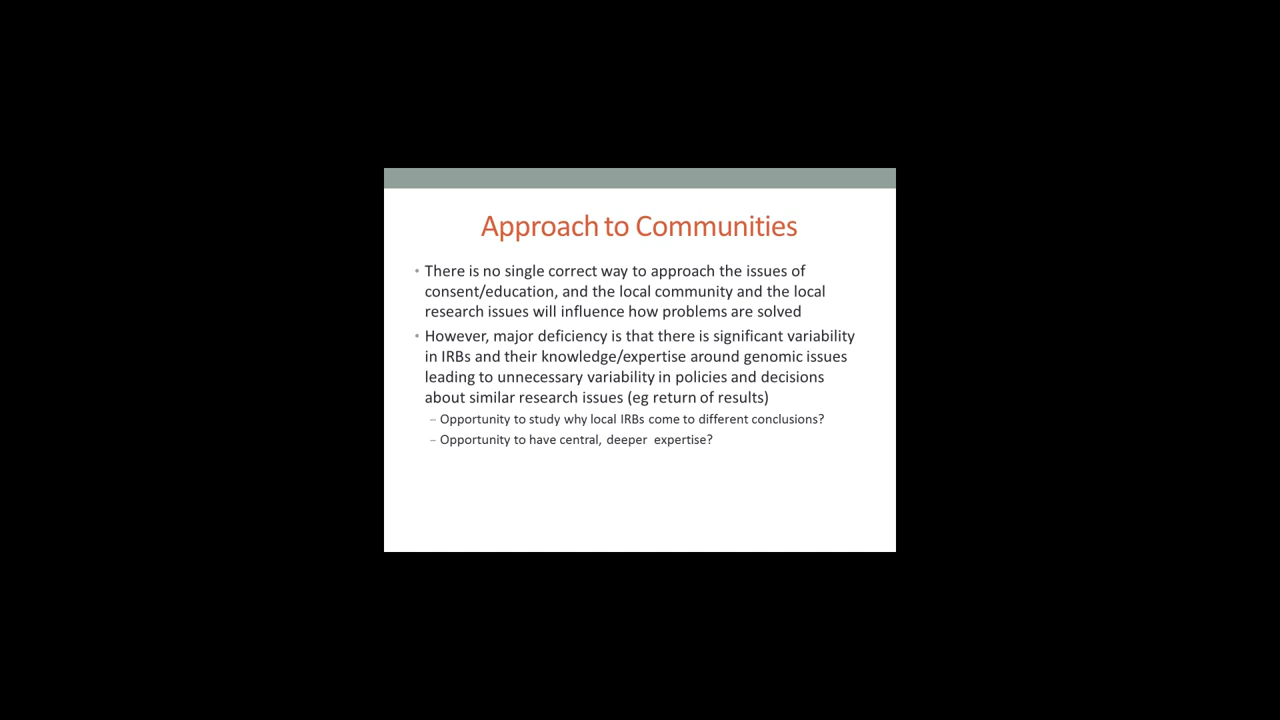 Approach to Communities
• There is no single correct way to approach the issues of
consent/education, and the local community and the local
research issues will influence how problems are solved
• However, major deficiency is that there is significant variability
in IRBs and their knowledge/expertise around genomic issues
leading to unnecessary variability in policies and decisions
about similar research issues (eg return of results)
– Opportunity to study why local IRBs come to different conclusions?
– Opportunity to have central, deeper expertise?